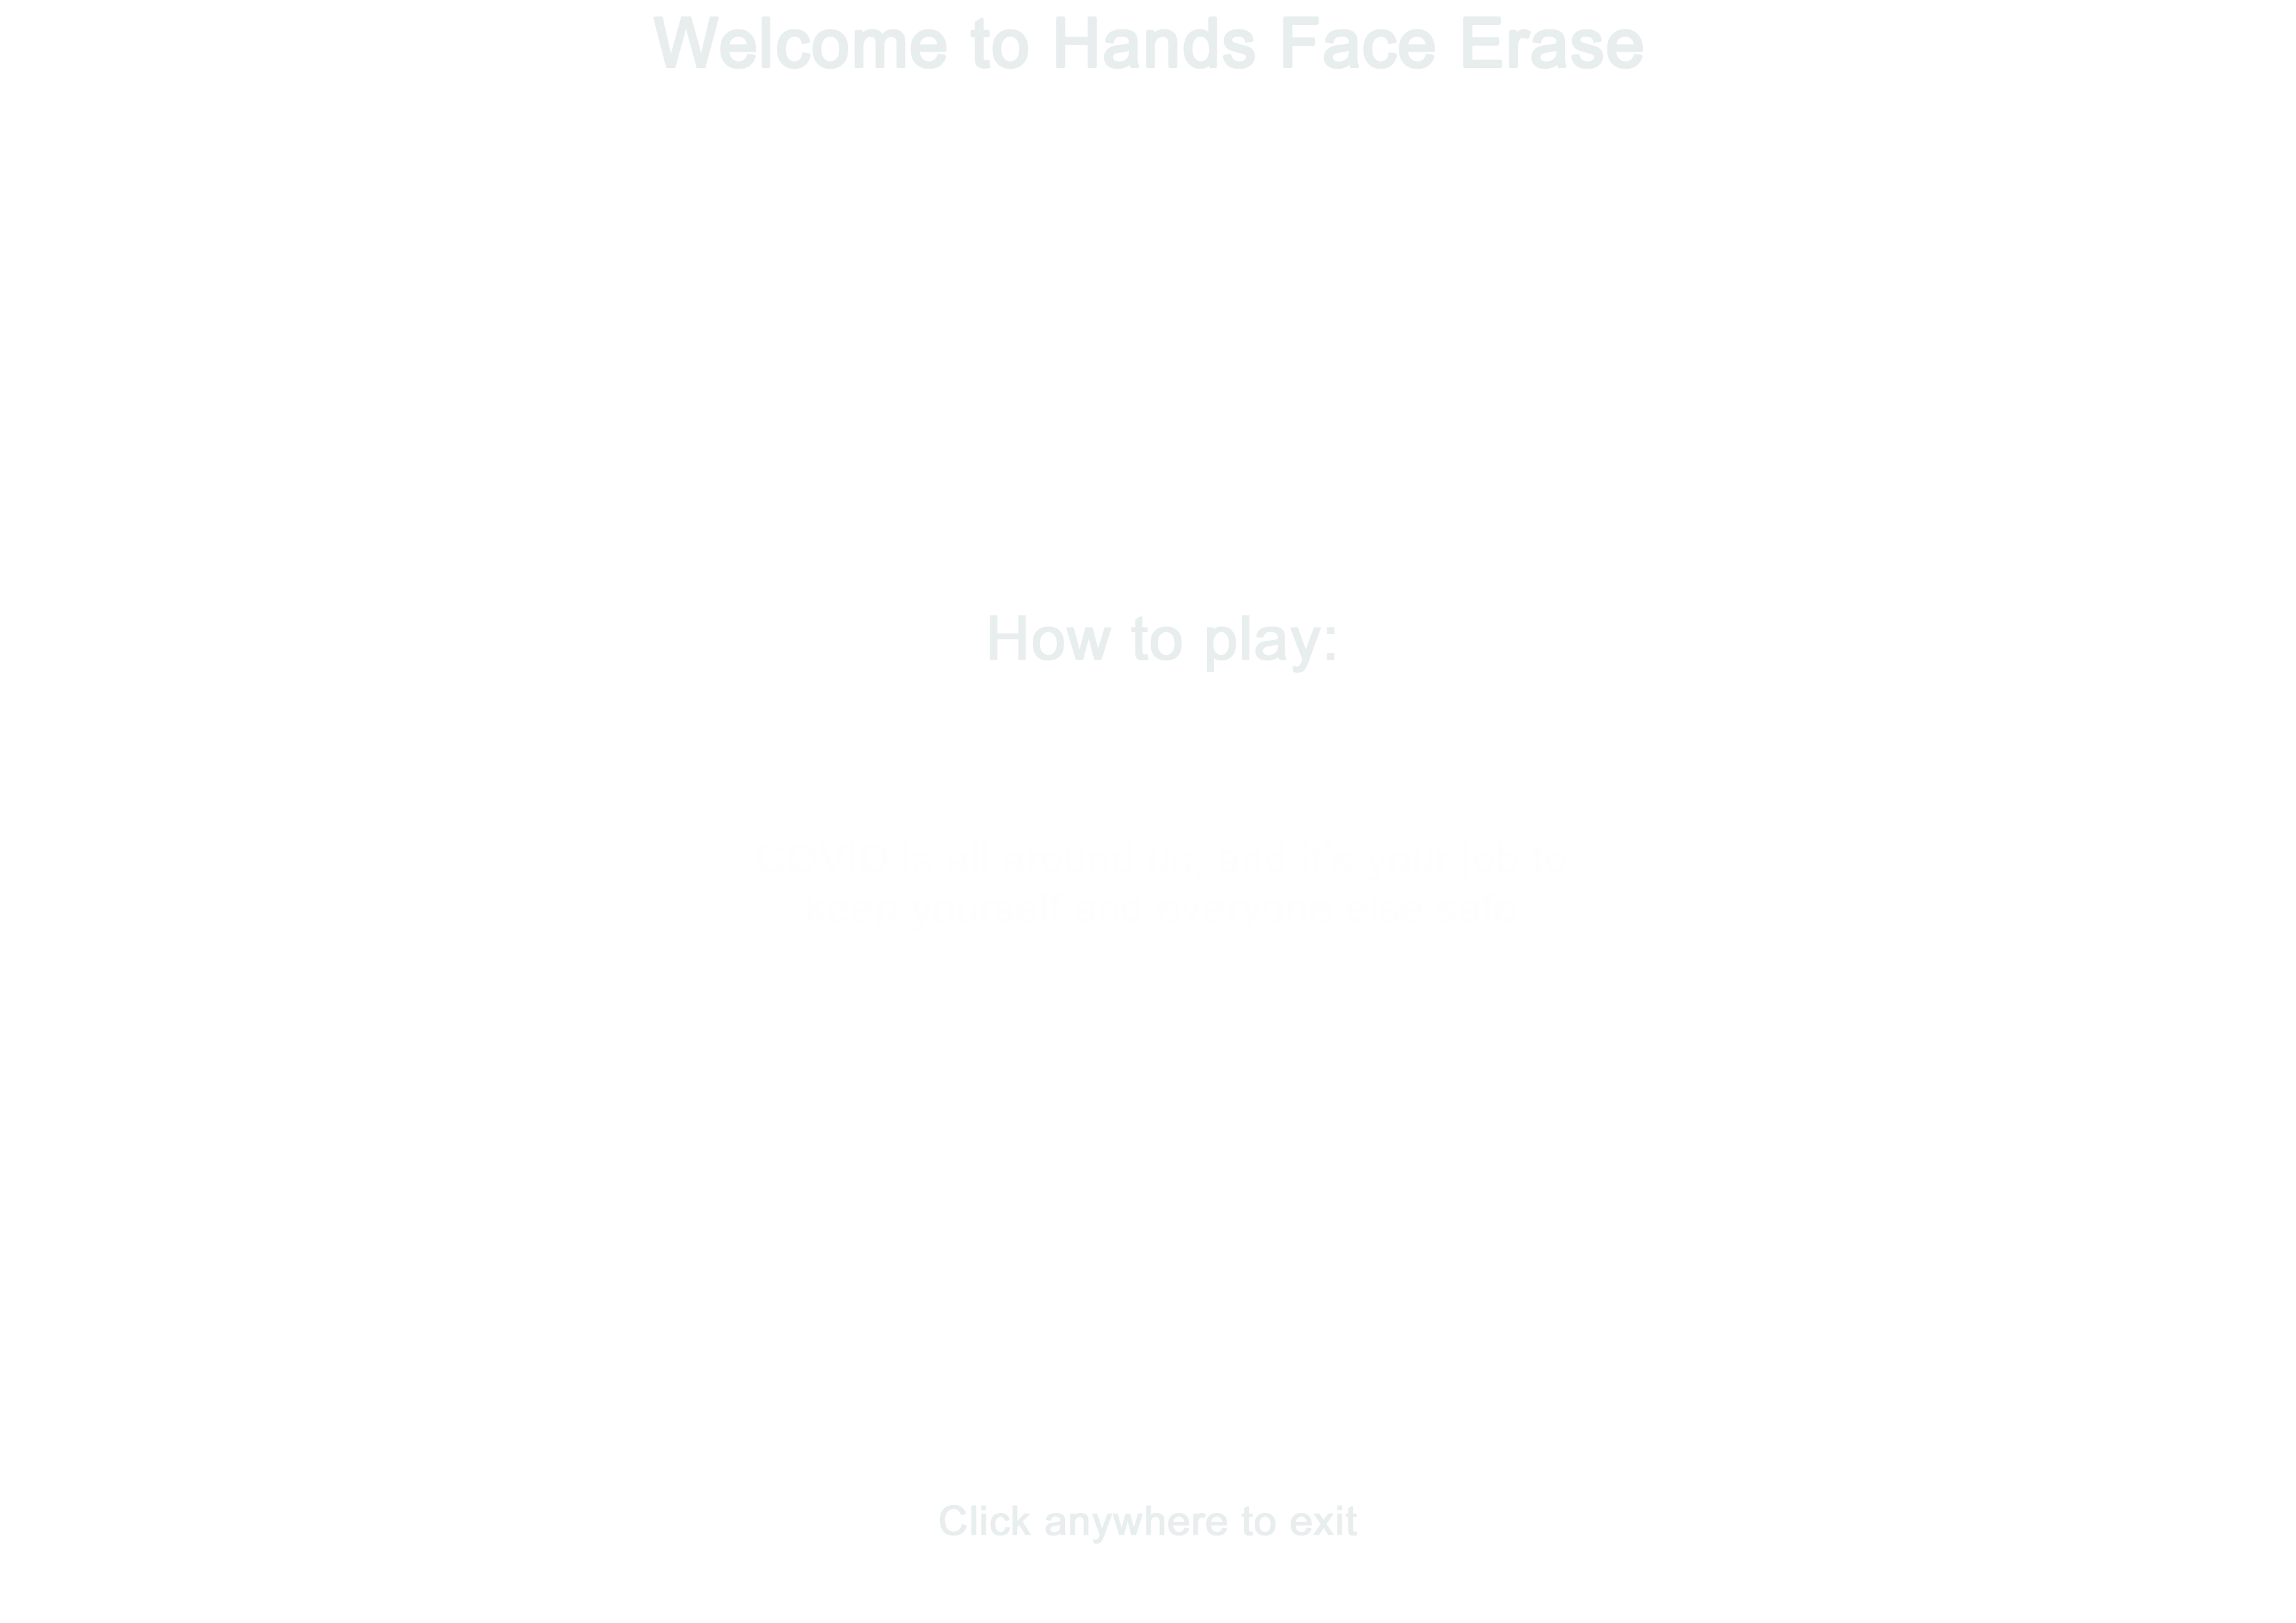 Welcome to Hands Face Erase
How to play:
COVID is all around us. And it's your job to
keep yourself and everyone else safe
Click anywhere to exit